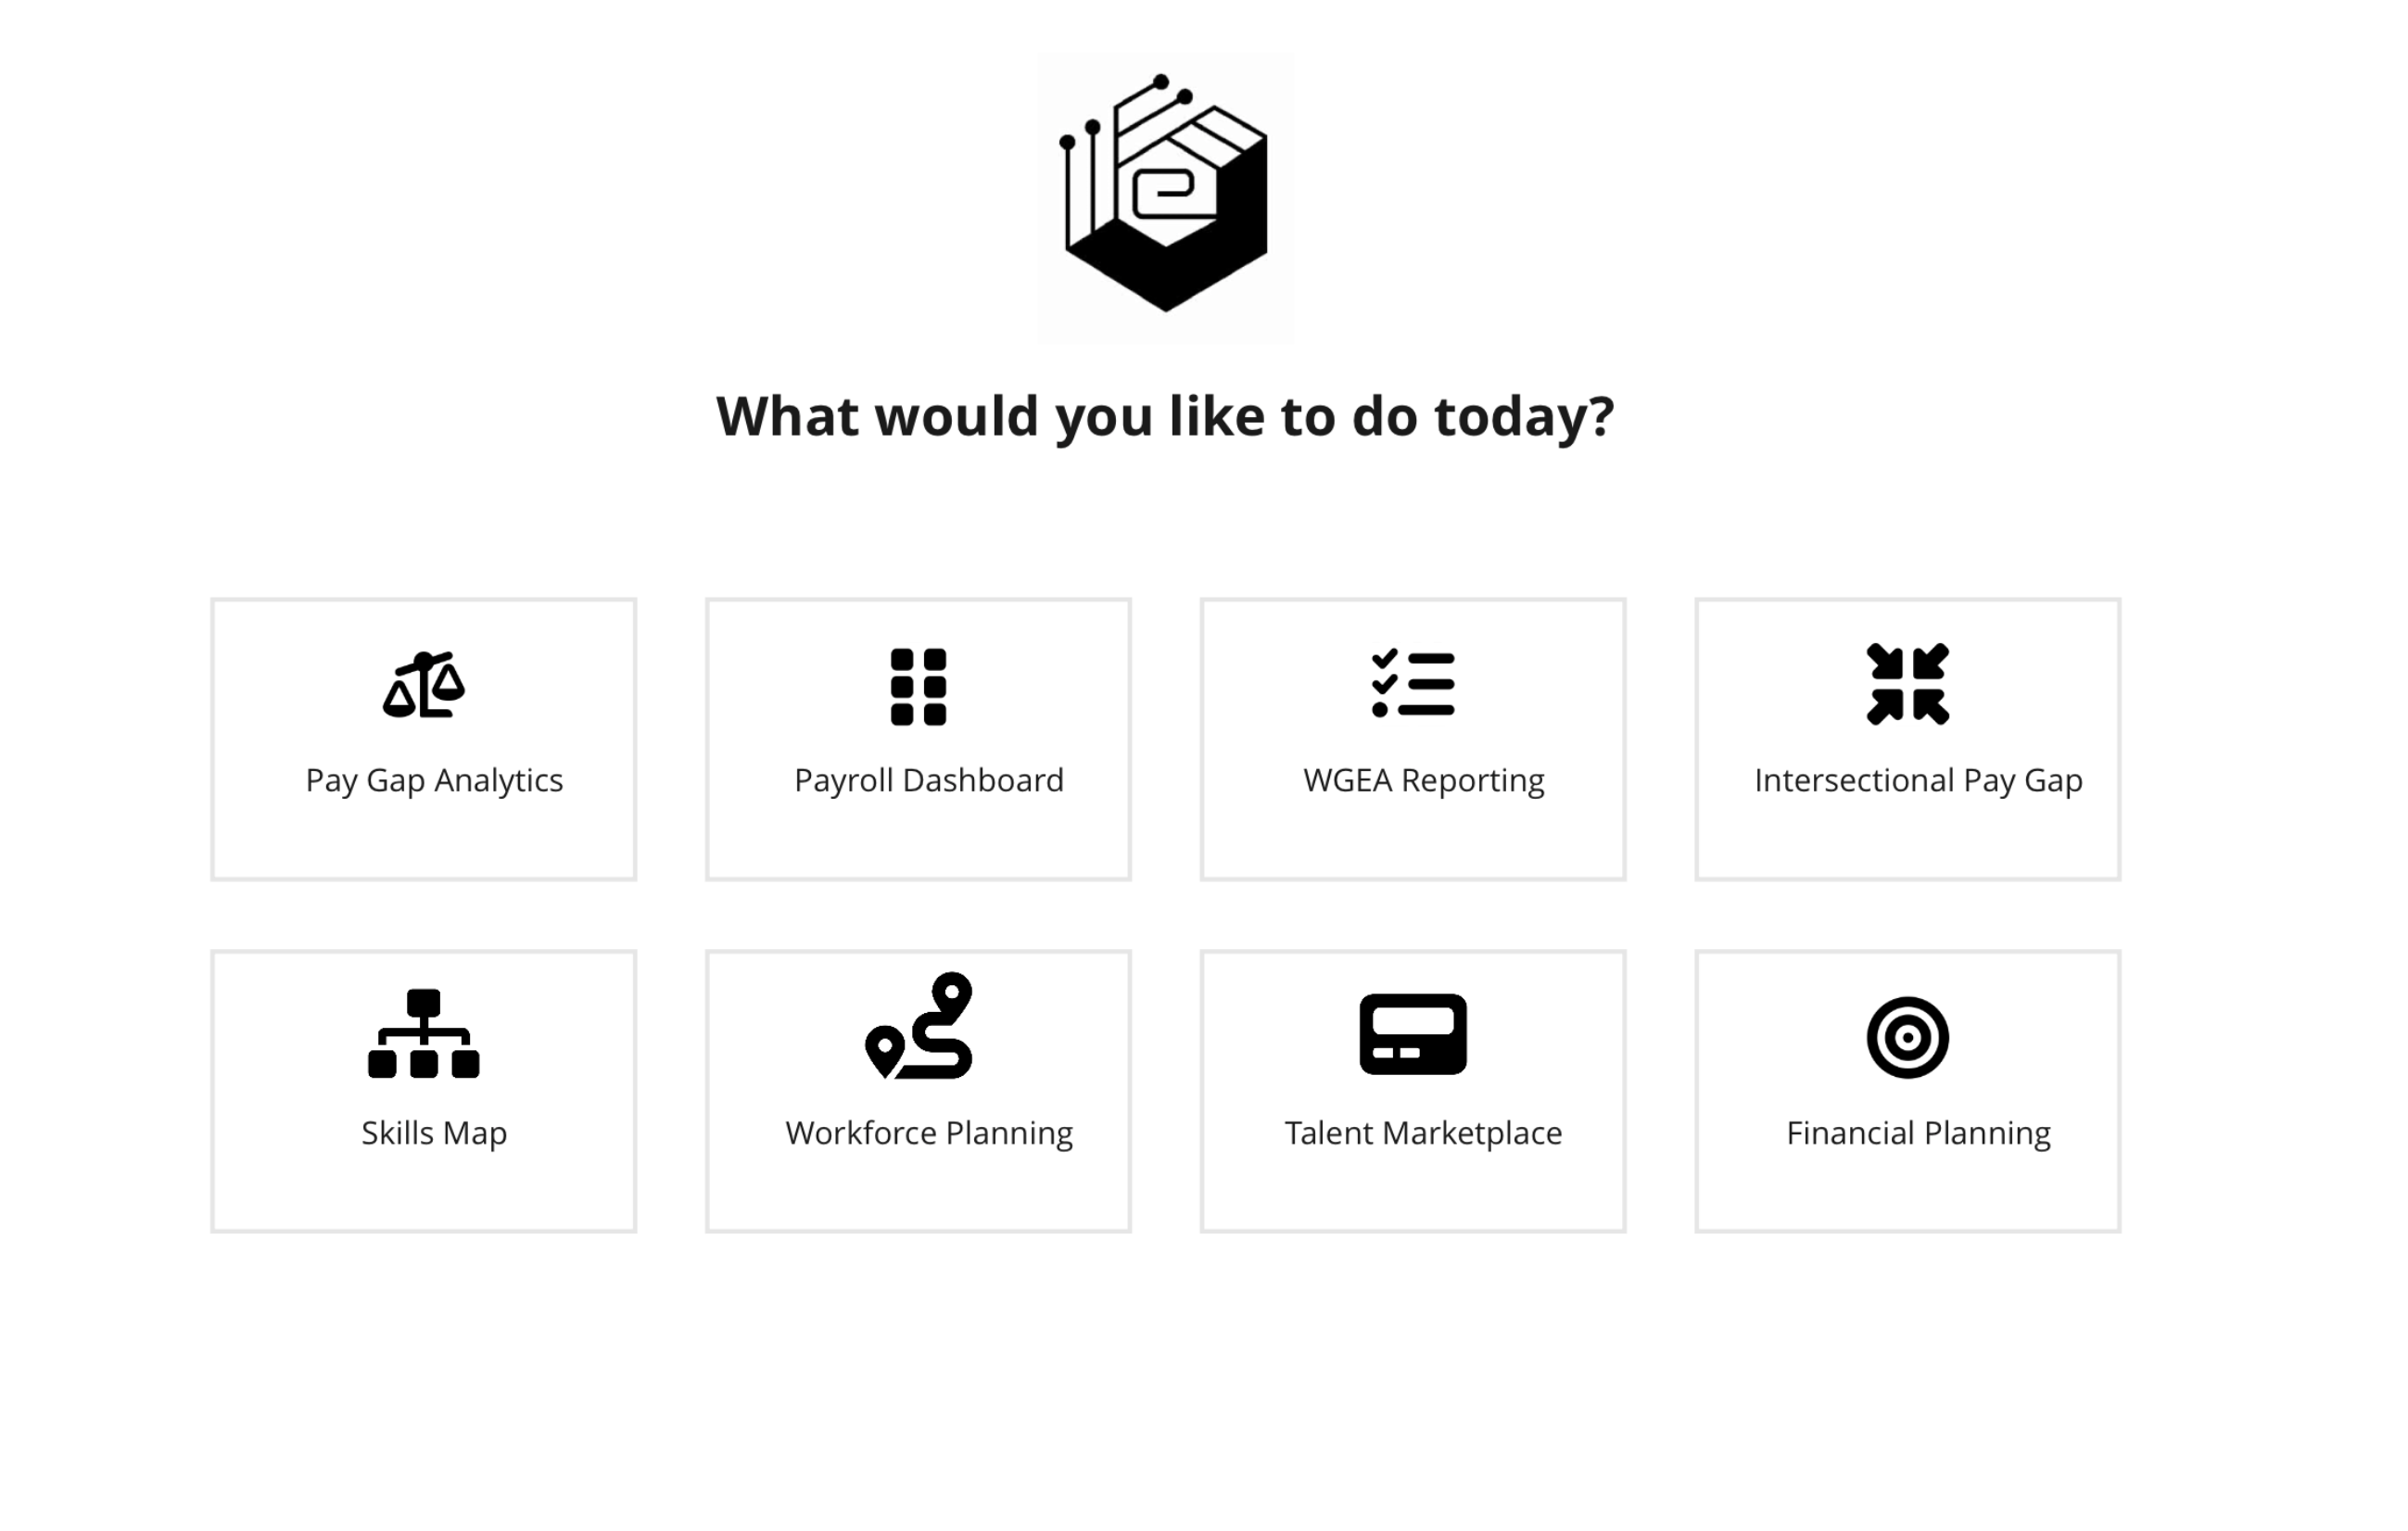 What would you like to do today?
Pay Gap Analytics
Payroll Dashboard
WGEA Reporting
Intersectional Pay Gap
Skills Map
Workforce Planning
Talent Marketplace
Financial Planning